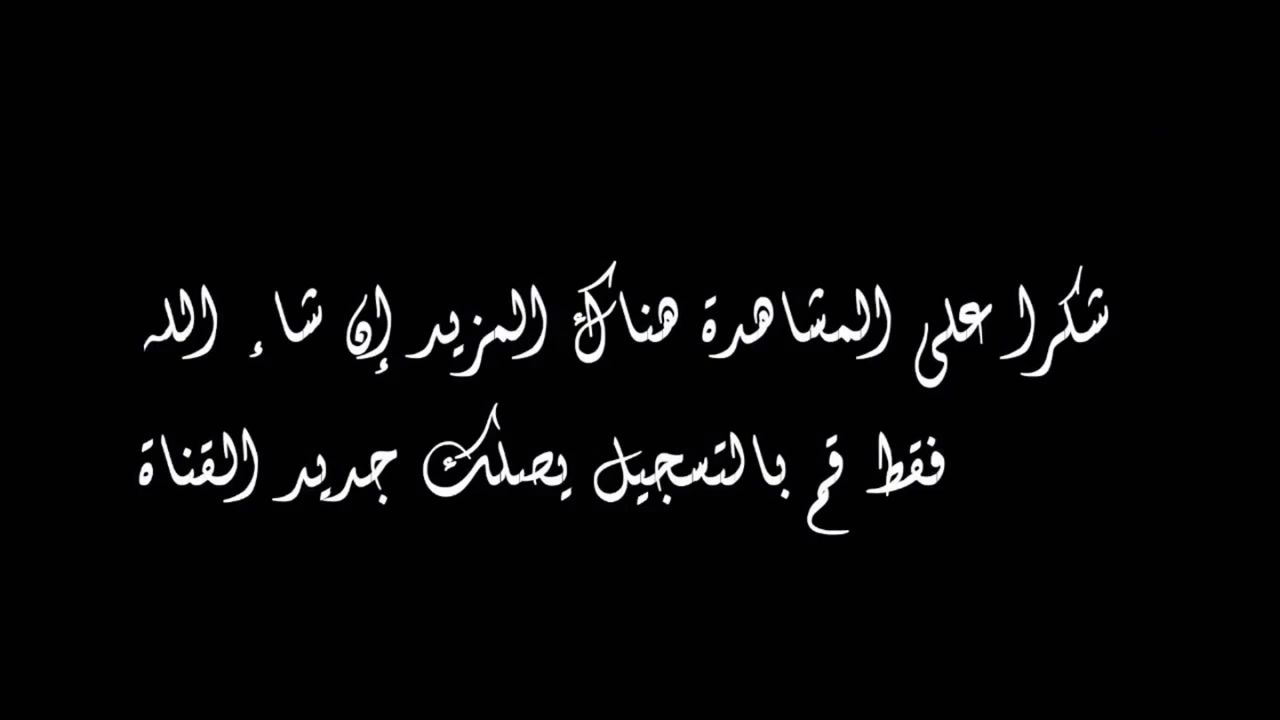 شكرا على المشاهدة هناك المزيد إن شاء الله
فقط قم بالتسجيل يصلك جديد القناة